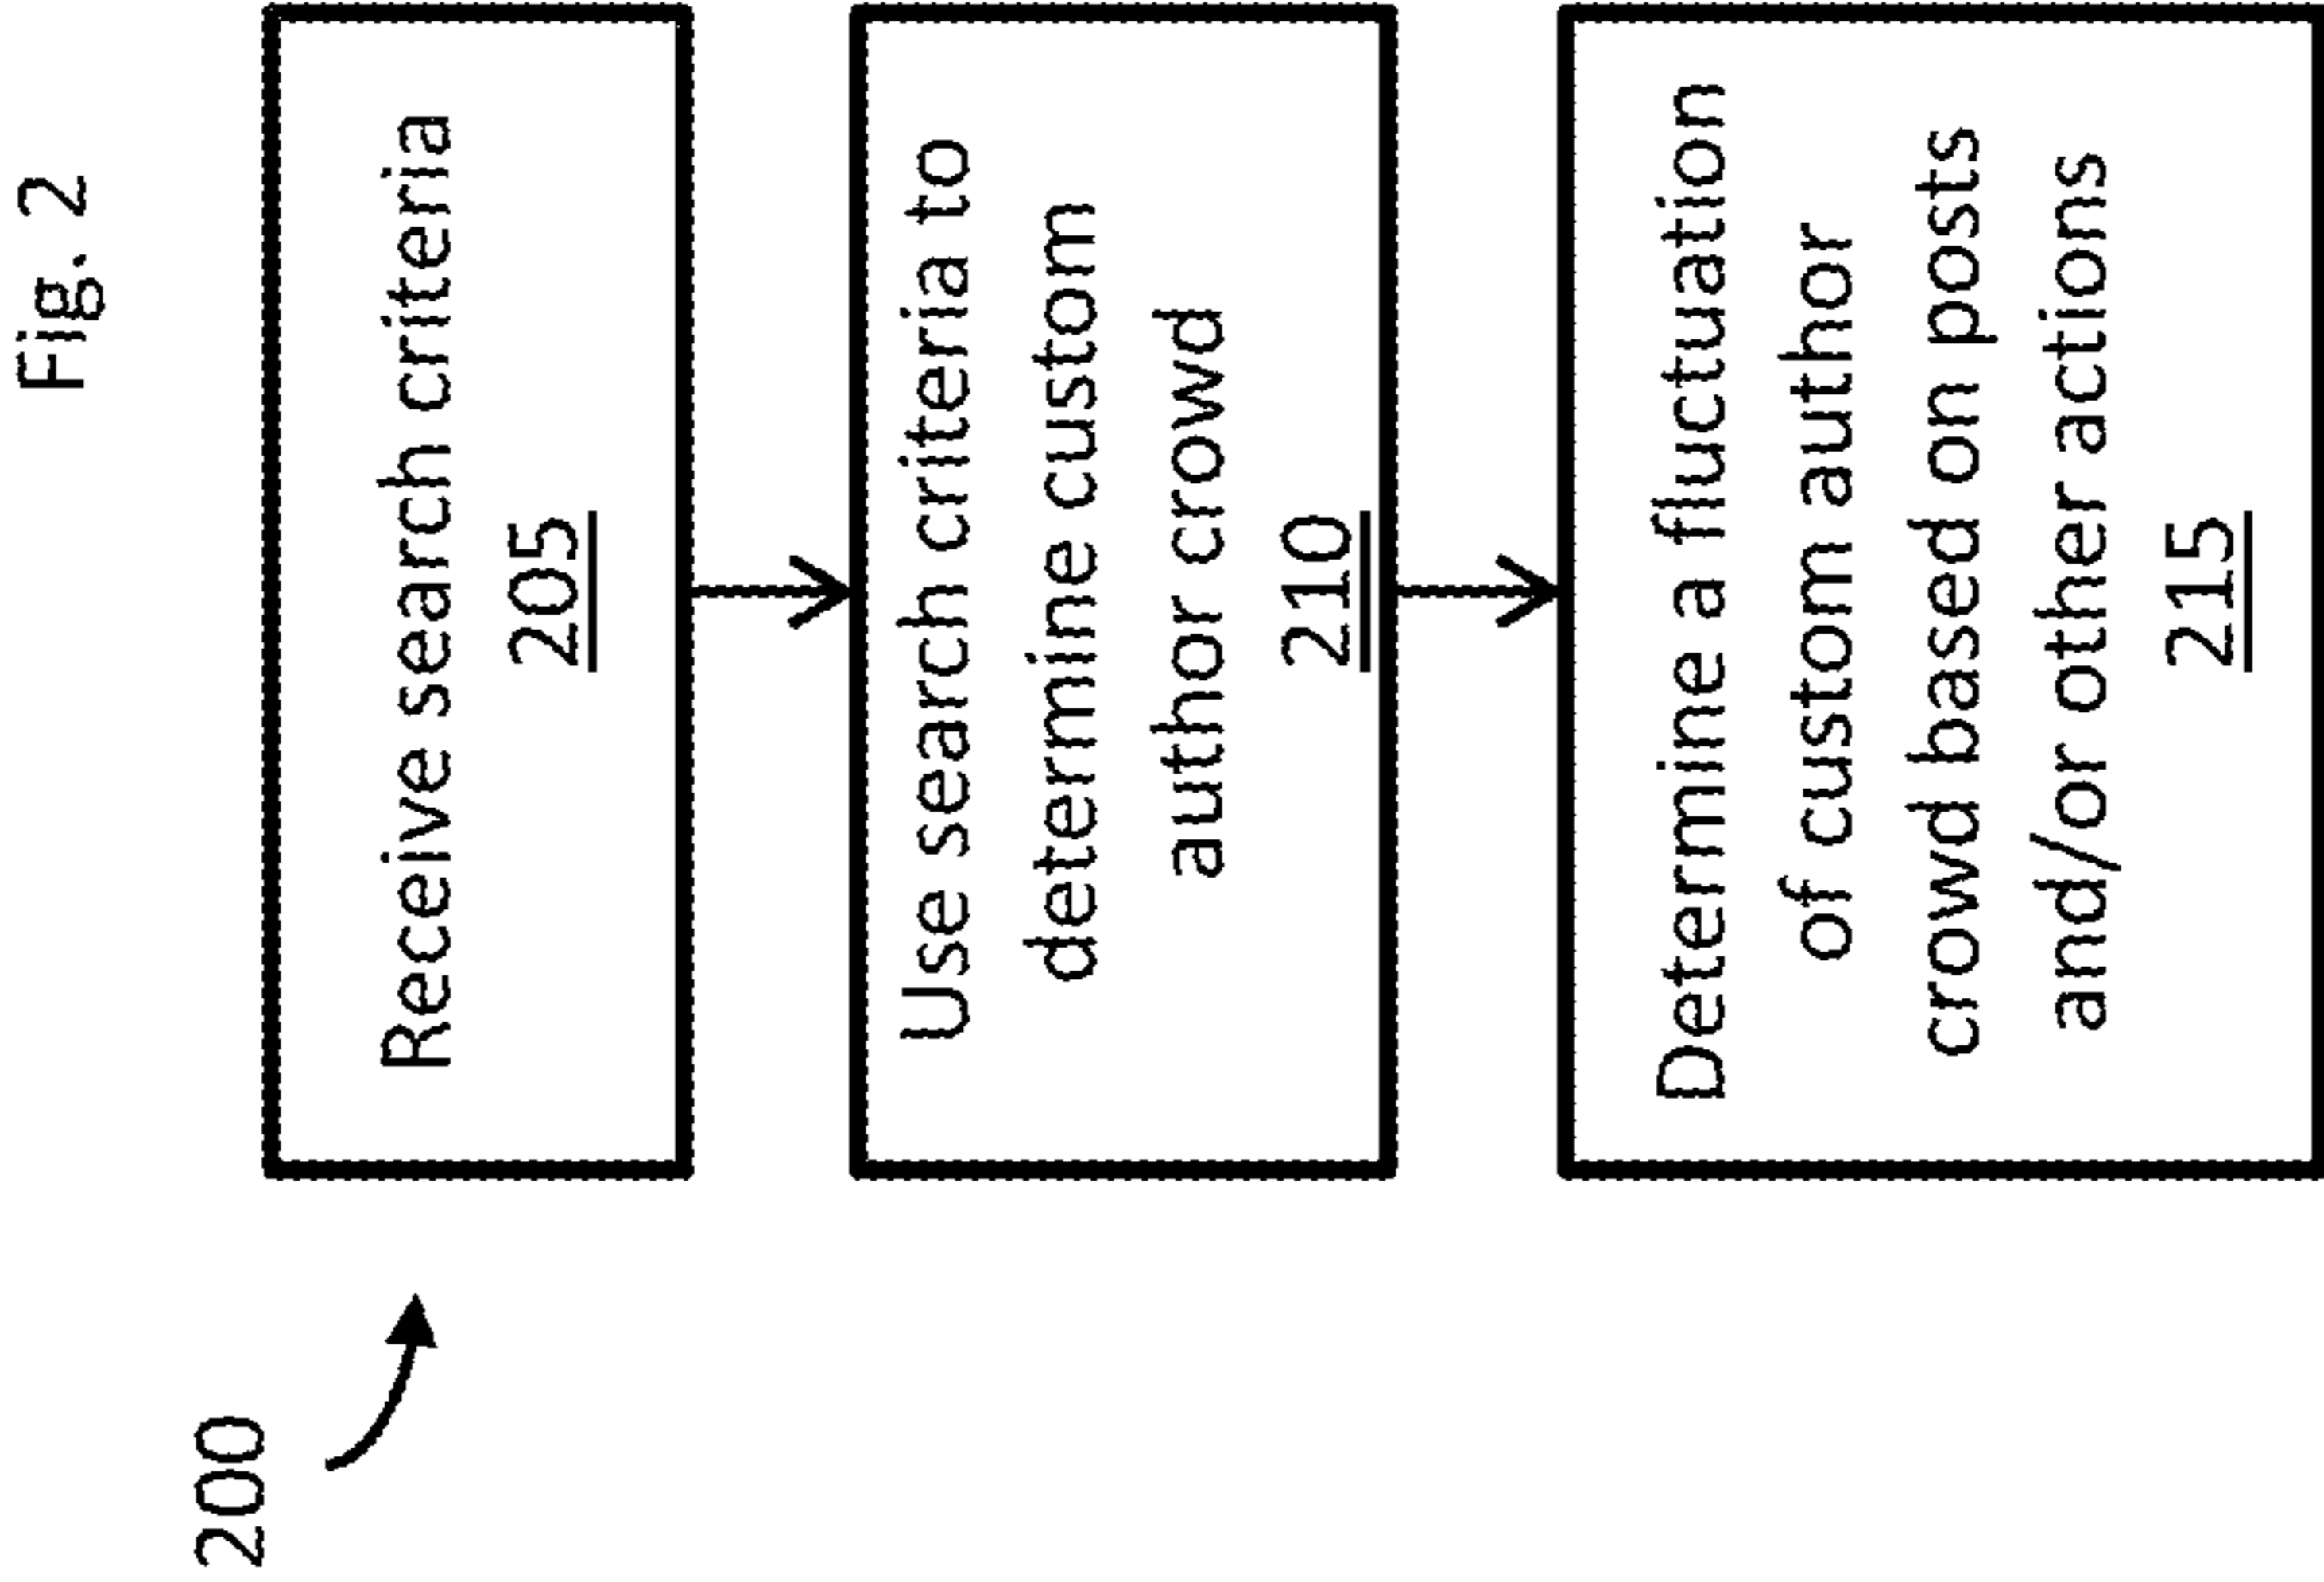 Fig. 2
200
Receive search criteria
205
Use search criteria to
determine custom
author crowd
210
Determine a fluctuation
of custom author
crowd based on posts
and/or other actions
215